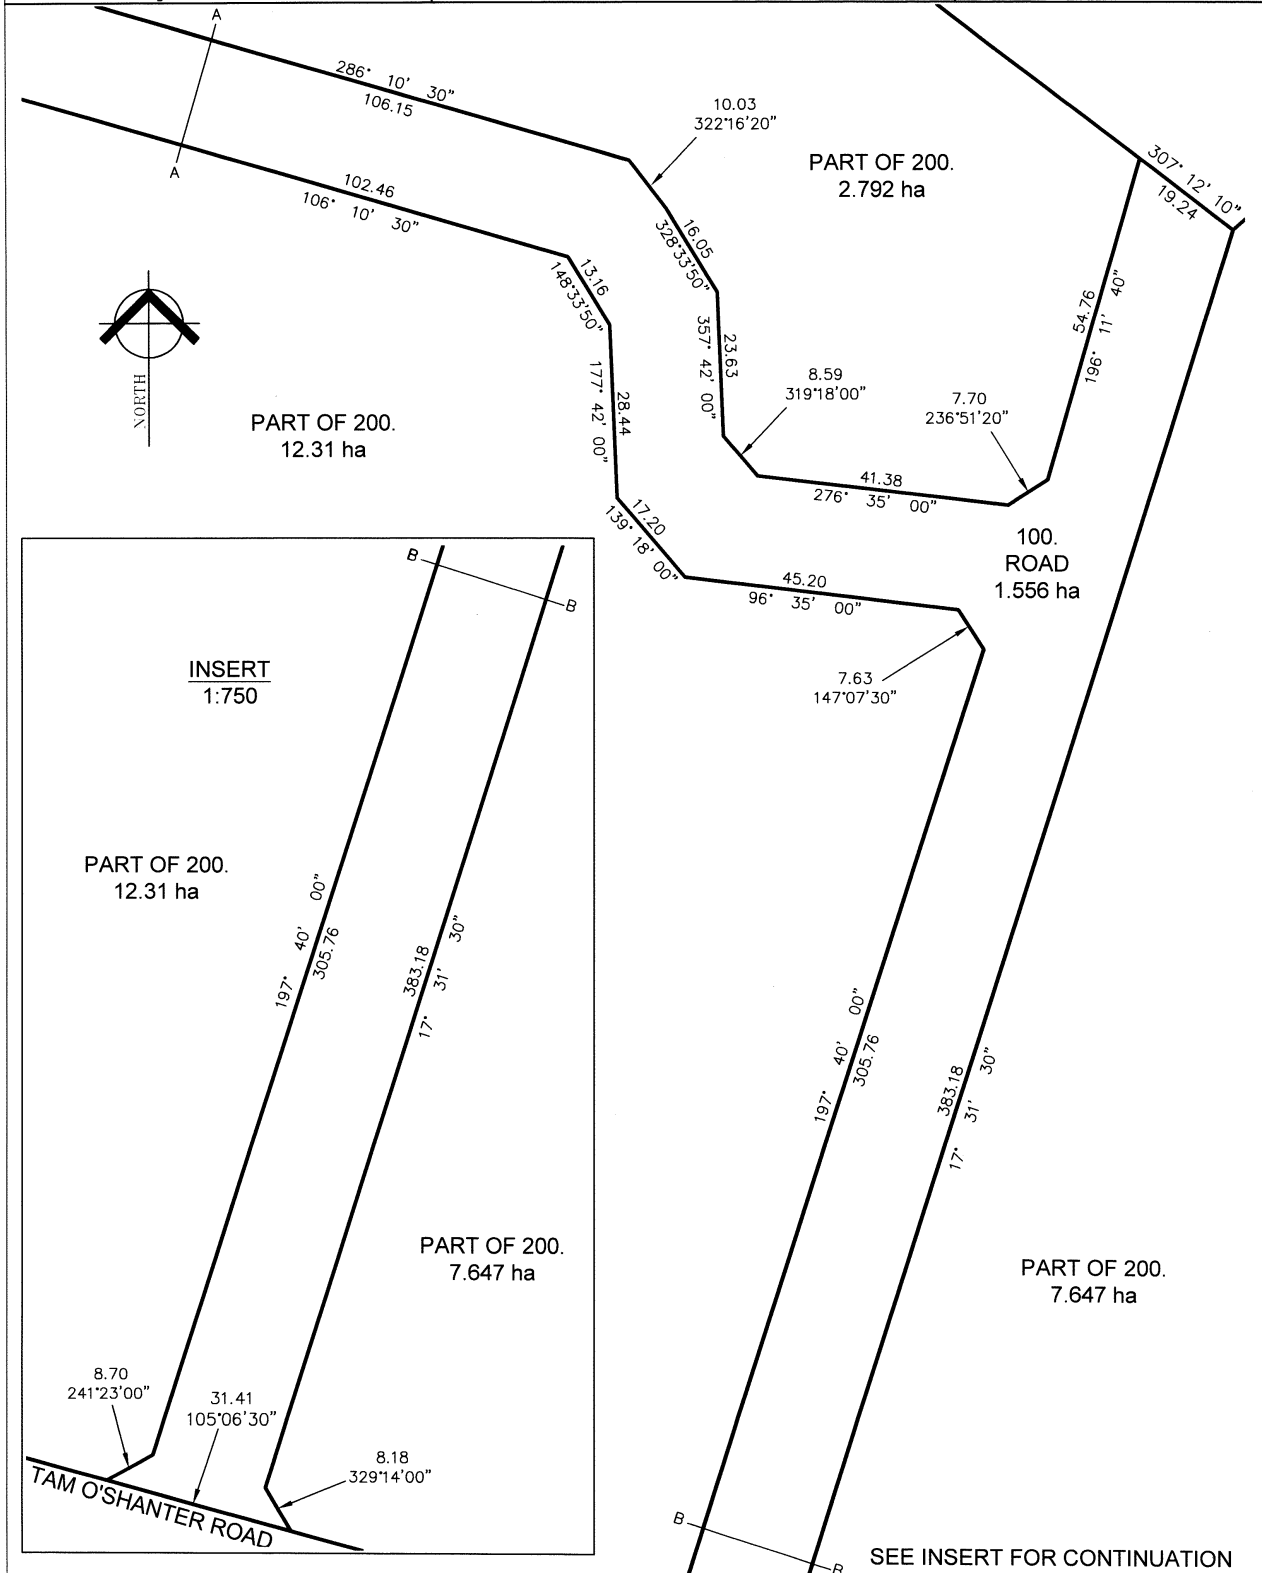 A
286° 10' 30"
106.15
10.03
322°16'20"
PART OF 200.
2.792 ha
307° 12' 10"
19.24
A
102.46
106° 10' 30"
16.05
328°33'50"
13.16
148°33'50"
54.76
196° 11' 40"
23.63
357° 42' 00"
8.59
319°18'00"
7.70
236°51'20"
NORTH
PART OF 200.
12.31 ha
28.44
177° 42' 00"
41.38
276° 35' 00"
17.20
139° 18' 00"
100.
ROAD
1.556 ha
45.20
96° 35' 00"
7.63
147°07'30"
B
B
INSERT
1:750
PART OF 200.
12.31 ha
197° 40' 00"
305.76
383.18
17° 31' 30"
PART OF 200.
7.647 ha
8.70
241°23'00"
31.41
105°06'30"
8.18
329°14'00"
TAM O'SHANTER ROAD
197° 40' 00"
305.76
383.18
17° 31' 30"
PART OF 200.
7.647 ha
B
B
SEE INSERT FOR CONTINUATION